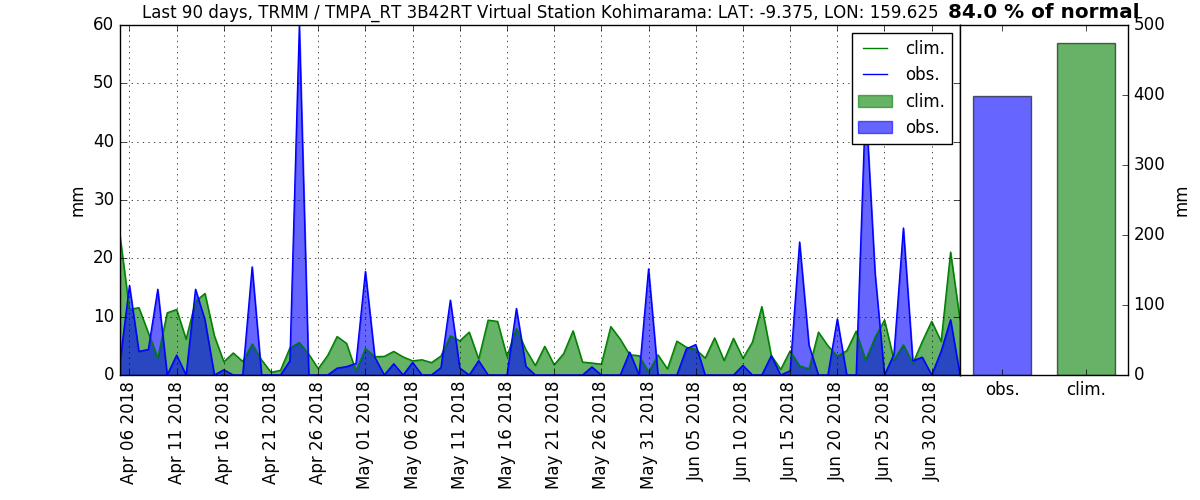 Last 90 days, TRMM / TMPA_RT 3B42RT Virtual Station Kohimarama: LAT: -9.375, LON: 159.625
84.0 % of normal
60
50
40
30
20
10
0
mm
clim.
obs.
clim.
obs.
500
400
300
200
100
0
mm
obs.
clim.
Apr 06 2018
Apr 11 2018
Apr 16 2018
Apr 21 2018
Apr 26 2018
May 01 2018
May 06 2018
May 11 2018
May 16 2018
May 21 2018
May 26 2018
May 31 2018
Jun 05 2018
Jun 10 2018
Jun 15 2018
Jun 20 2018
Jun 25 2018
Jun 30 2018